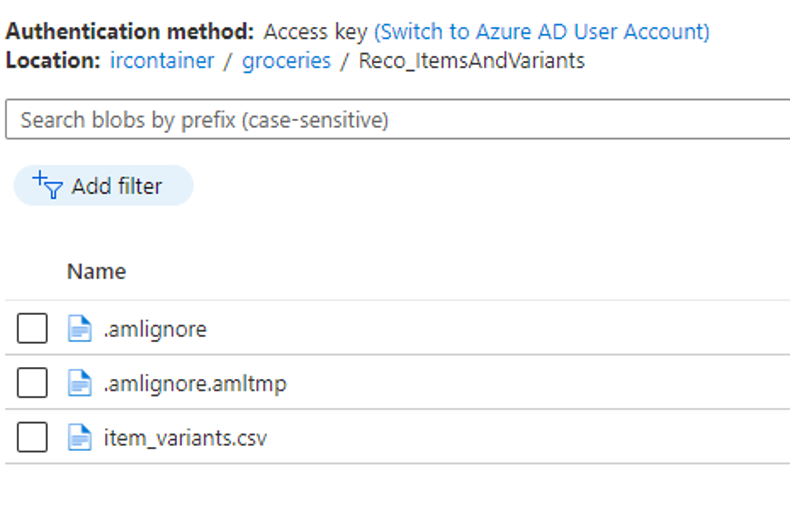 Authentication method: Access key (Switch to Azure AD User Account)
Location: ircontainer / groceries / Reco_ItemsAndVariants
Search blobs by prefix (case-sensitive)
Add filter
Name
.amlignore
.amlignore.amltmp
item_variants.csv